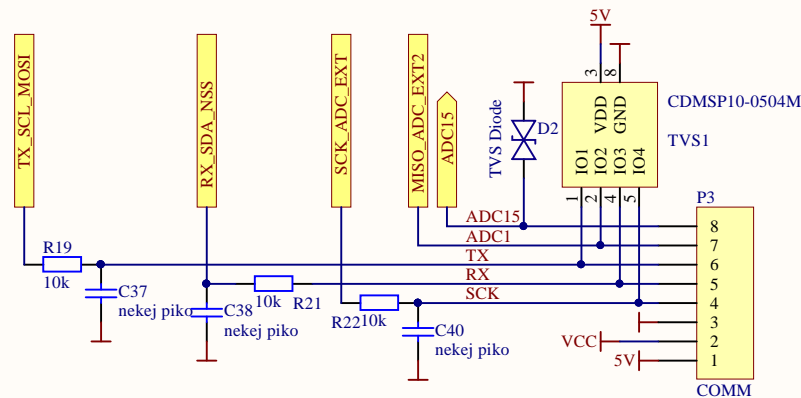 5V
TX_SCL_MOSI
RX_SDA_NSS
SCK_ADC_EXT
MISO_ADC_EXT2
ADC15
TVS Diode
D2
3
8
VDD
GND
IO1
IO2
IO3
IO4
1
2
4
5
CDMSP10-0504M
TVS1
P3
ADC15
8
ADC1
7
R19
TX
6
10k
RX
5
C37
nekej piko
C38
nekej piko
10k
R21
SCK
4
R22
10k
3
C40
nekej piko
VCC
2
5V
1
COMM